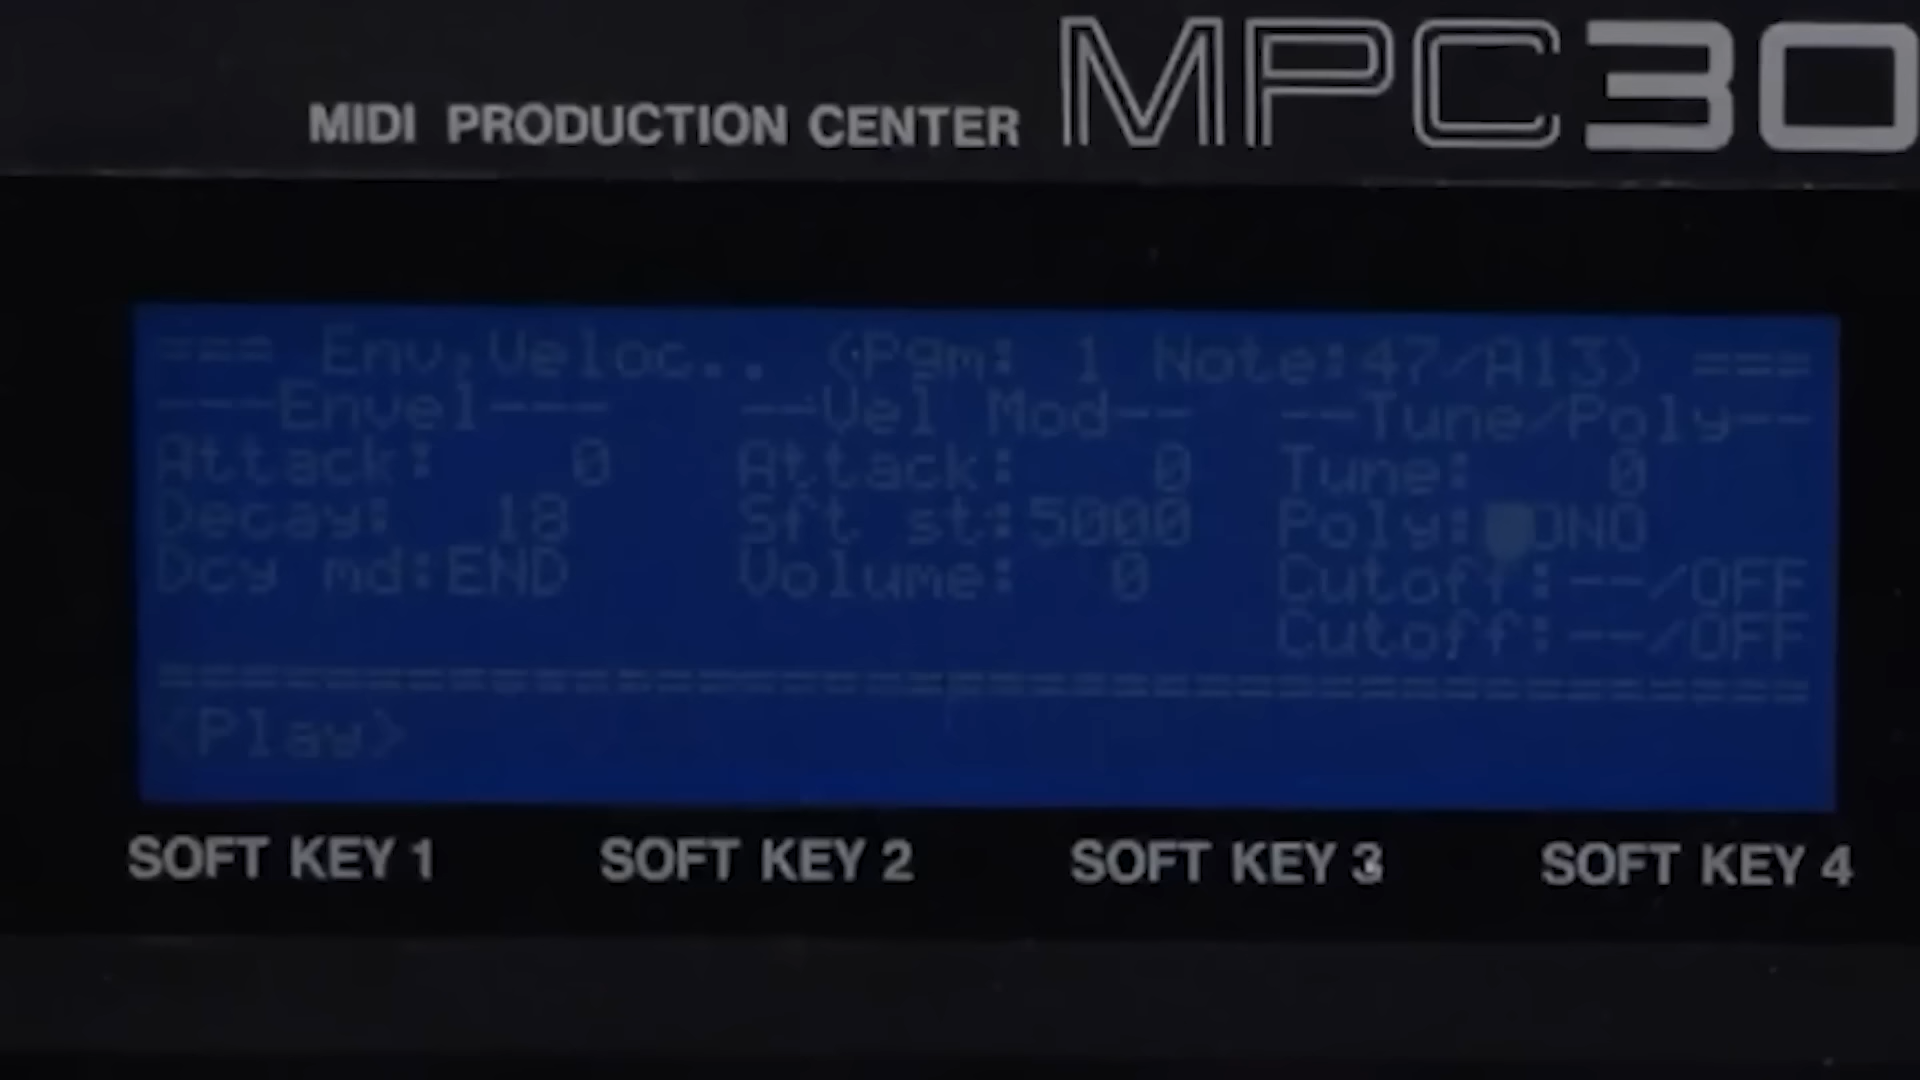 MIDI PRODUCTION CENTER MPC30
=== Env,Veloc.. (Pgm: 1 Note:47/A13) ===
---Envel--- --Vel Mod-- --Tune/Poly--
Attack: 0 Attack: 0 Tune: 0
Decay: 18 Sft st:5000 Poly: ONO
Dcy md:END Volume: 0 Cutoff:--/OFF
Cutoff:--/OFF
========================================
<Play>
SOFT KEY 1 SOFT KEY 2 SOFT KEY 3 SOFT KEY 4